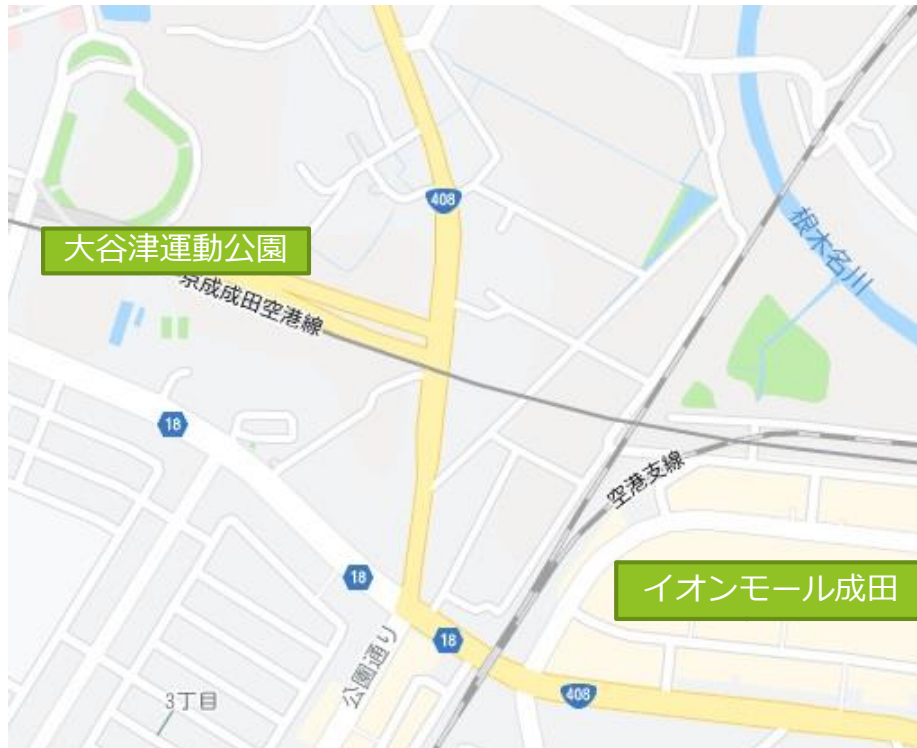 408
根木名川
大谷津運動公園
京成成田空港線
18
空港支線
18
イオンモール成田
18
公園通り
408
3丁目